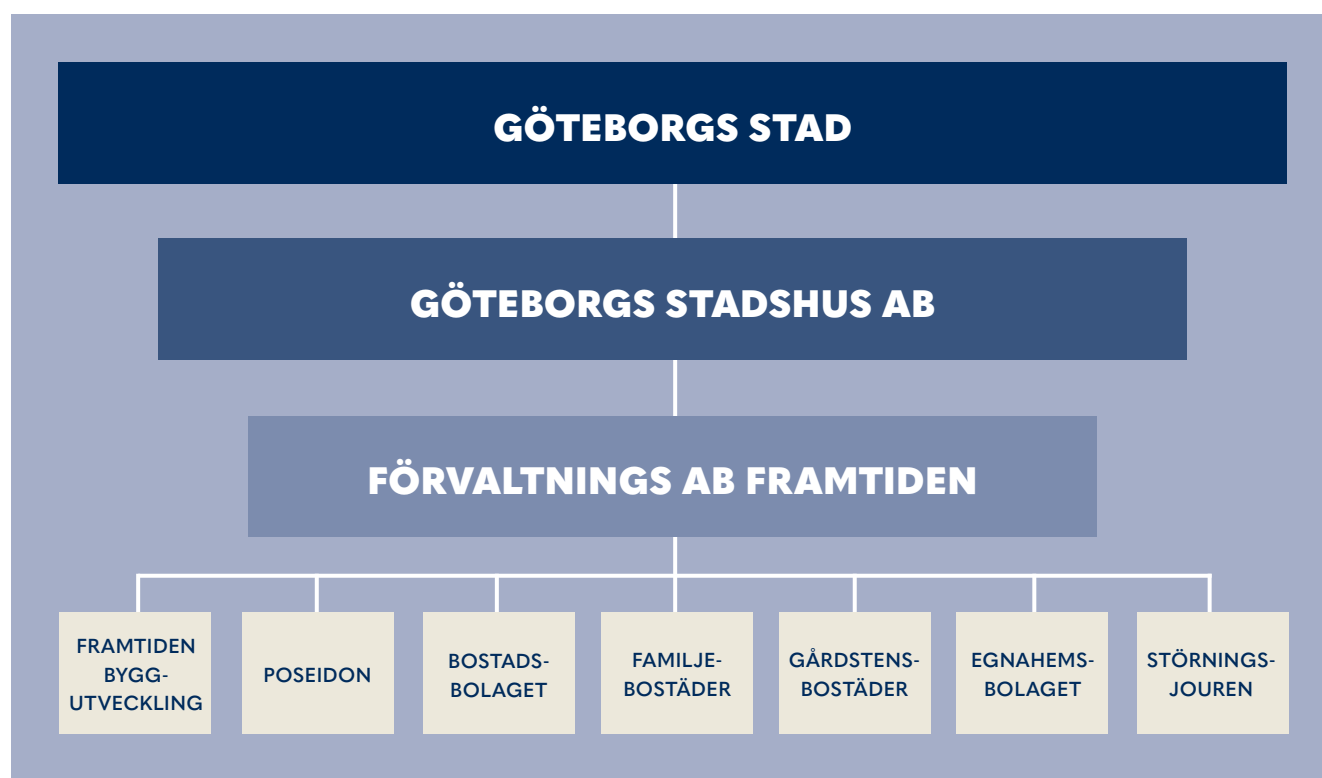 GÖTEBORGS STAD
GÖTEBORGS STADSHUS AB
FÖRVALTNINGS AB FRAMTIDEN
FRAMTIDEN
BYGG-
UTVECKLING
POSEIDON
BOSTADS-
BOLAGET
FAMILJE-
BOSTÄDER
GÅRDSTENS-
BOSTÄDER
EGNAHEMS-
BOLAGET
STÖRNINGS-
JOUREN